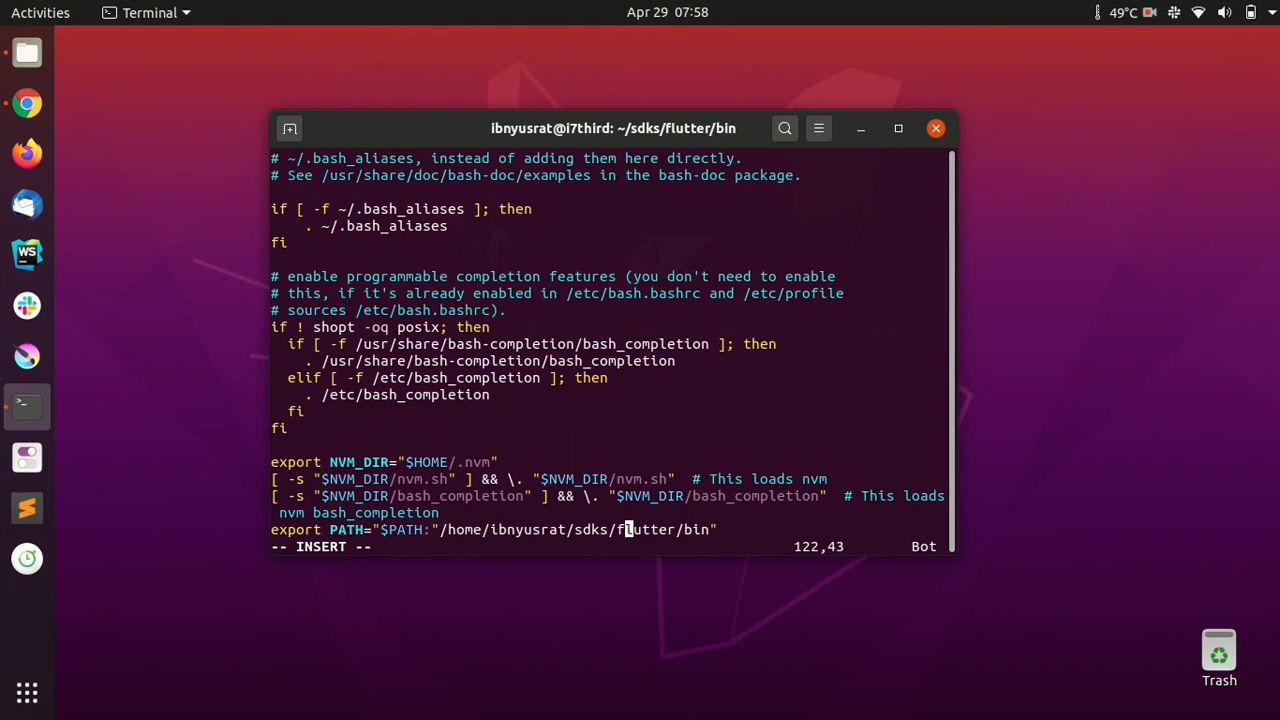 Activities
Terminal
Apr 29 07:58
49°C
ibnyusrat@i7third: ~/sdks/flutter/bin
# ~/.bash_aliases, instead of adding them here directly.
# See /usr/share/doc/bash-doc/examples in the bash-doc package.
if [ -f ~/.bash_aliases ]; then
    . ~/.bash_aliases
fi
# enable programmable completion features (you don't need to enable
# this, if it's already enabled in /etc/bash.bashrc and /etc/profile
# sources /etc/bash.bashrc).
if ! shopt -oq posix; then
  if [ -f /usr/share/bash-completion/bash_completion ]; then
    . /usr/share/bash-completion/bash_completion
  elif [ -f /etc/bash_completion ]; then
    . /etc/bash_completion
  fi
fi
export NVM_DIR="$HOME/.nvm"
[ -s "$NVM_DIR/nvm.sh" ] && \. "$NVM_DIR/nvm.sh"  # This loads nvm
[ -s "$NVM_DIR/bash_completion" ] && \. "$NVM_DIR/bash_completion"  # This loads
 nvm bash_completion
export PATH="$PATH:"/home/ibnyusrat/sdks/flutter/bin"
-- INSERT --    122,43    Bot
WS
>_
Trash